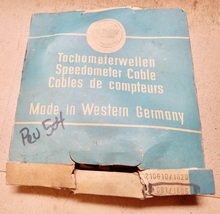 Tachometerwellen
Speedometer Cable
Cables de compteurs
Made in Western Germany
Peu 504